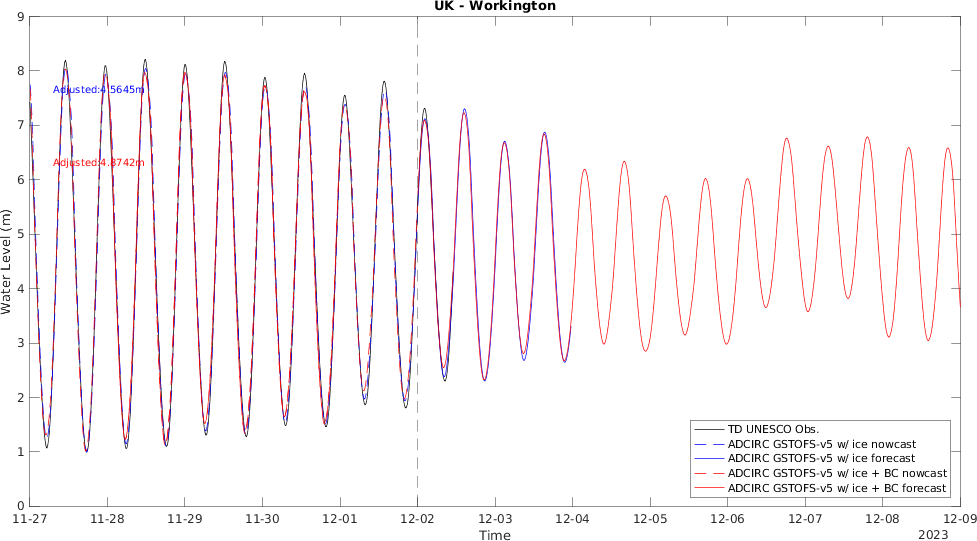 UK - Workington
9
8
7
6
5
4
3
2
1
0
Water Level (m)
Adjusted:4.5645m
Adjusted:4.8742m
TD UNESCO Obs.
ADCIRC GSTOFS-v5 w/ ice nowcast
ADCIRC GSTOFS-v5 w/ ice forecast
ADCIRC GSTOFS-v5 w/ ice + BC nowcast
ADCIRC GSTOFS-v5 w/ ice + BC forecast
11-27 11-28 11-29 11-30 12-01 12-02 12-03 12-04 12-05 12-06 12-07 12-08 12-09
Time
2023